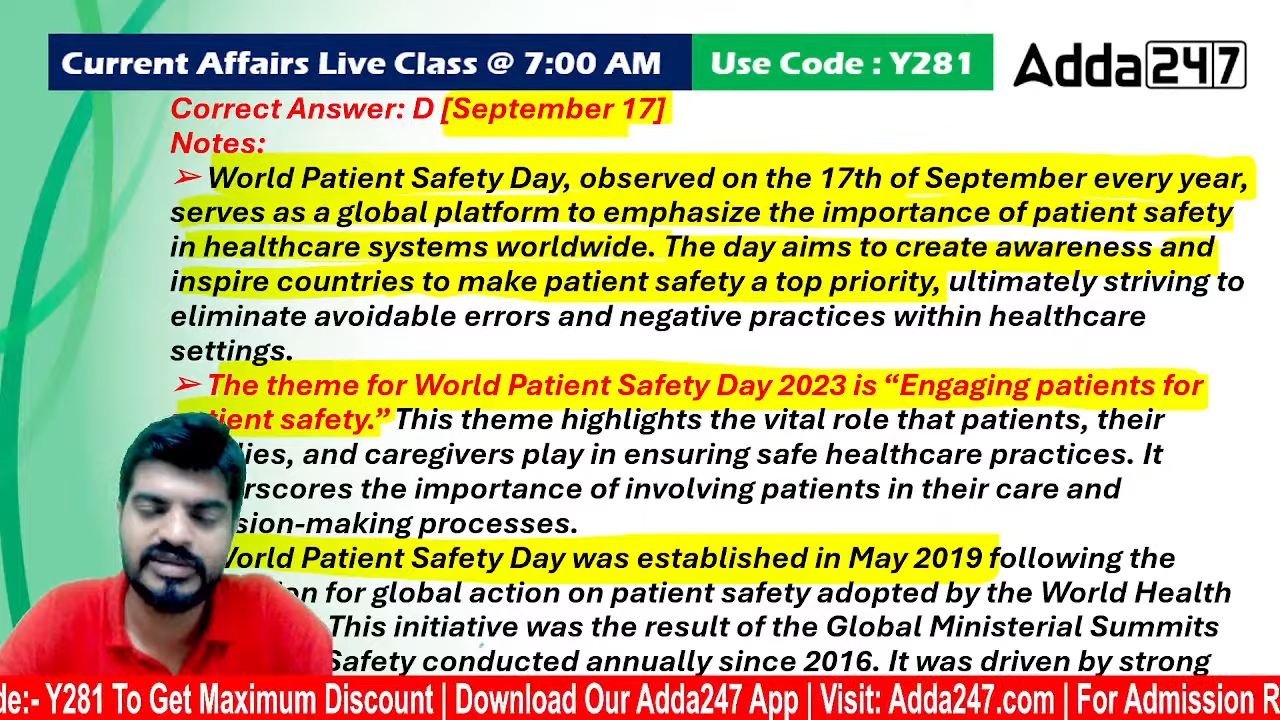 Current Affairs Live Class @ 7:00 AM Use Code : Y281 Adda 247
Correct Answer: D [September 17]
Notes:
➢ World Patient Safety Day, observed on the 17th of September every year,
serves as a global platform to emphasize the importance of patient safety
in healthcare systems worldwide. The day aims to create awareness and
inspire countries to make patient safety a top priority, ultimately striving to
eliminate avoidable errors and negative practices within healthcare
settings.
➢ The theme for World Patient Safety Day 2023 is “Engaging patients for
safety.” This theme highlights the vital role that patients, their
and caregivers play in ensuring safe healthcare practices. It
the importance of involving patients in their care and
processes.
World Patient Safety Day was established in May 2019 following the
for global action on patient safety adopted by the World Health
This initiative was the result of the Global Ministerial Summits
Safety conducted annually since 2016. It was driven by strong
Y281 To Get Maximum Discount | Download Our Adda247 App | Visit: Adda247.com | For Admission